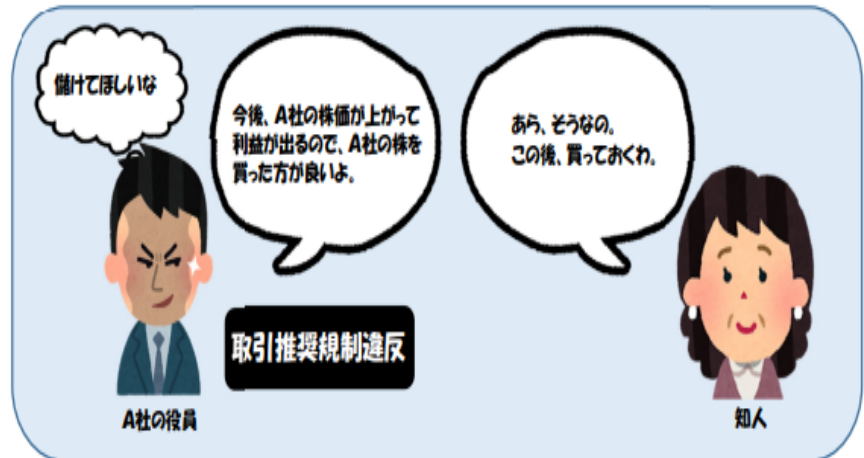 儲けてほしいな
今後、A社の株価が上がって
利益が出るので、A社の株を
買った方が良いよ。
あら、そうなの。
この後、買っておくわ。
取引推奨規制違反
A社の役員
知人